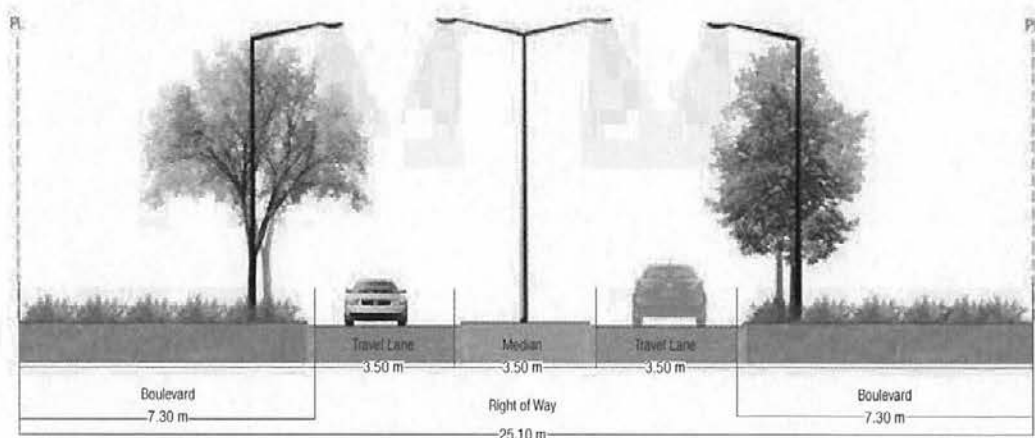 PL
P
Travel Lane Median Travel Lane
3.50 m 3.50 m 3.50 m
Boulevard Boulevard
7.30 m 7.30 m
Right of Way
25.10 m